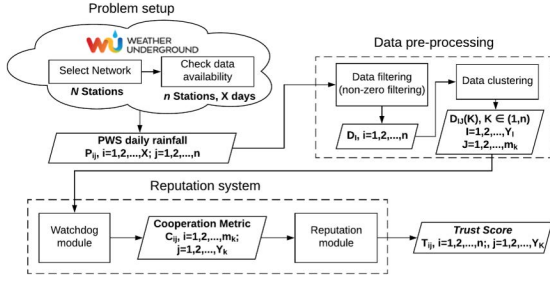 Problem setup
WU WEATHER
UNDERGROUND
Select Network
Check data
availability
N Stations
n Stations, X days
PWS daily rainfall
Pij, i=1,2,...,X; j=1,2,...,n
Data pre-processing
Data filtering
(non-zero filtering)
Data clustering
DI, i=1,2,...,n
DIJ(K), K ∈ (1,n)
I=1,2,...,YI
J=1,2,...,mk
Reputation system
Watchdog
module
Cooperation Metric
Cij, i=1,2,...,mk;
j=1,2,...,Yk
Reputation
module
Trust Score
Tij, i=1,2,...,n;, j=1,2,...,YK